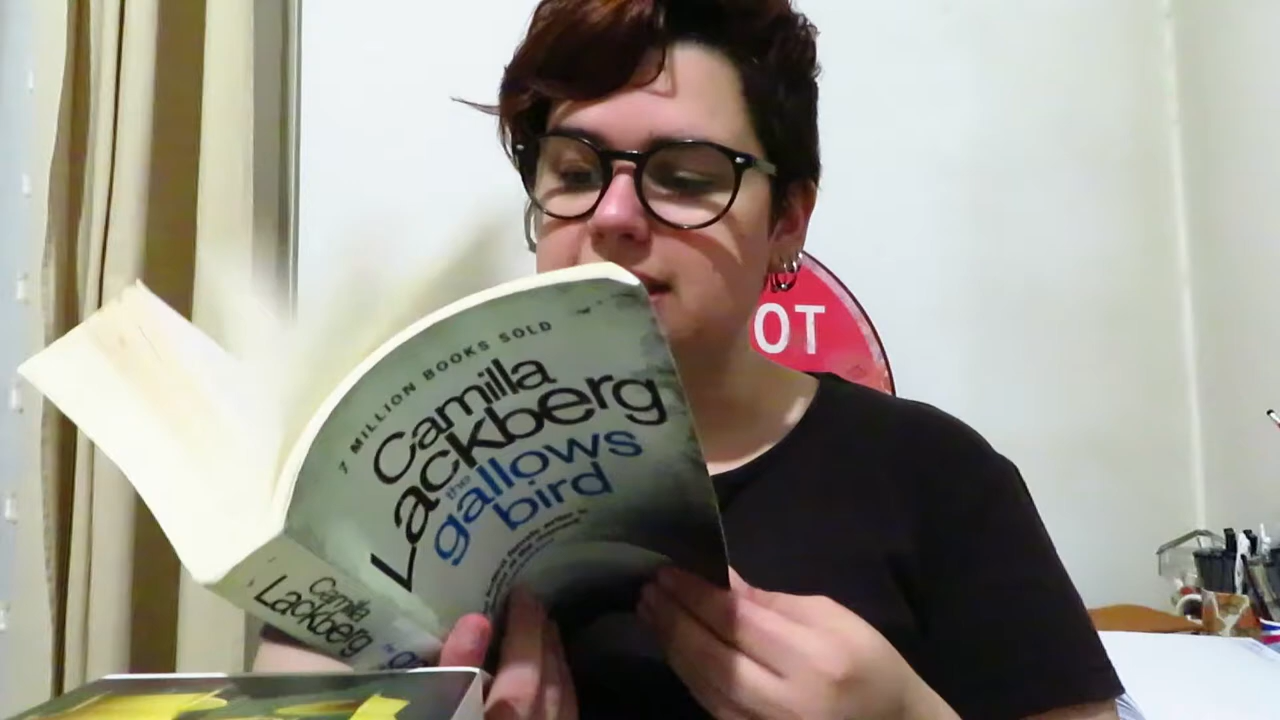 7 MILLION BOOKS SOLD
Camilla
Lackberg
the
gallows
bird
Camilla
Lackberg
OT